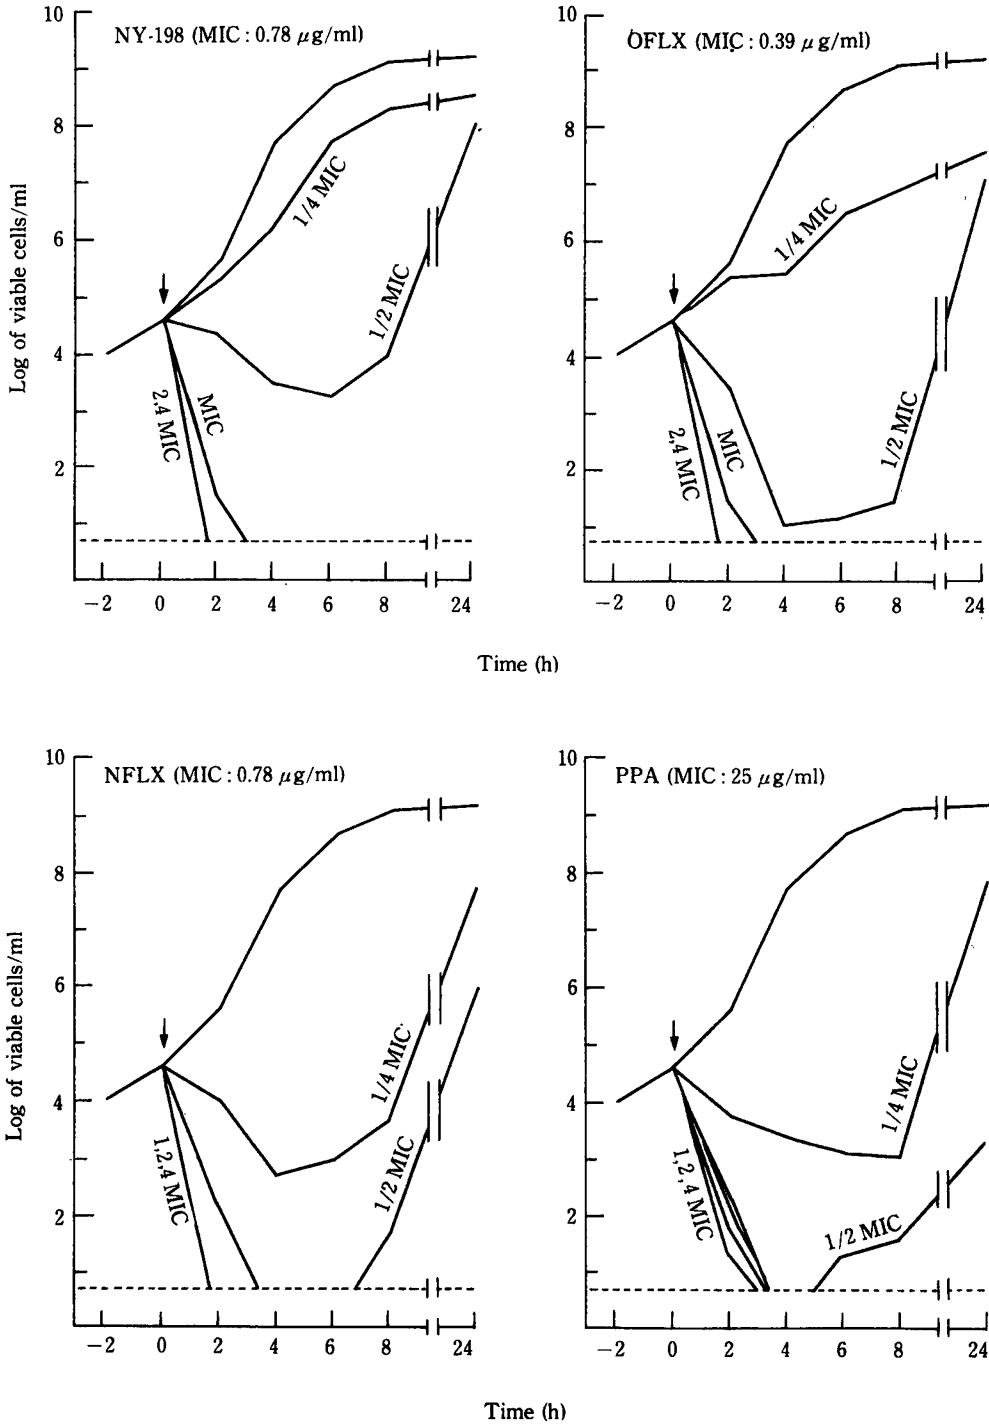 NY-198 (MIC : 0.78 μg/ml)
10
8
6
4
2
Log of viable cells/ml
1/4 MIC
1/2 MIC
MIC
2,4 MIC
−2 0 2 4 6 8 24
OFLX (MIC : 0.39 μg/ml)
10
8
6
4
2
1/4 MIC
1/2 MIC
MIC
2,4 MIC
−2 0 2 4 6 8 24
Time (h)
NFLX (MIC : 0.78 μg/ml)
10
8
6
4
2
Log of viable cells/ml
1/4 MIC
1/2 MIC
1,2,4 MIC
−2 0 2 4 6 8 24
PPA (MIC : 25 μg/ml)
10
8
6
4
2
1/4 MIC
1/2 MIC
1,2,4 MIC
−2 0 2 4 6 8 24
Time (h)